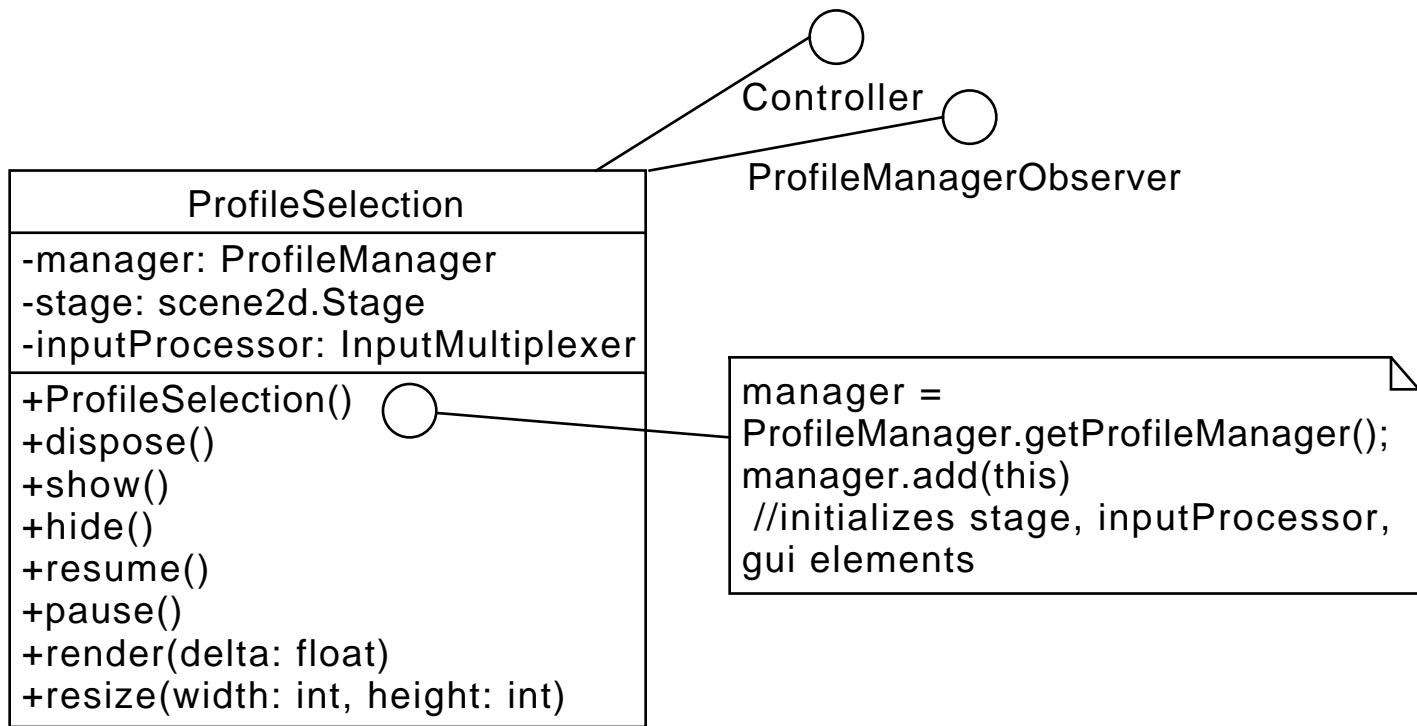 Controller
ProfileManagerObserver
ProfileSelection
-manager: ProfileManager
-stage: scene2d.Stage
-inputProcessor: InputMultiplexer
+ProfileSelection()
+dispose()
+show()
+hide()
+resume()
+pause()
+render(delta: float)
+resize(width: int, height: int)
manager =
ProfileManager.getProfileManager();
manager.add(this)
//initializes stage, inputProcessor,
gui elements